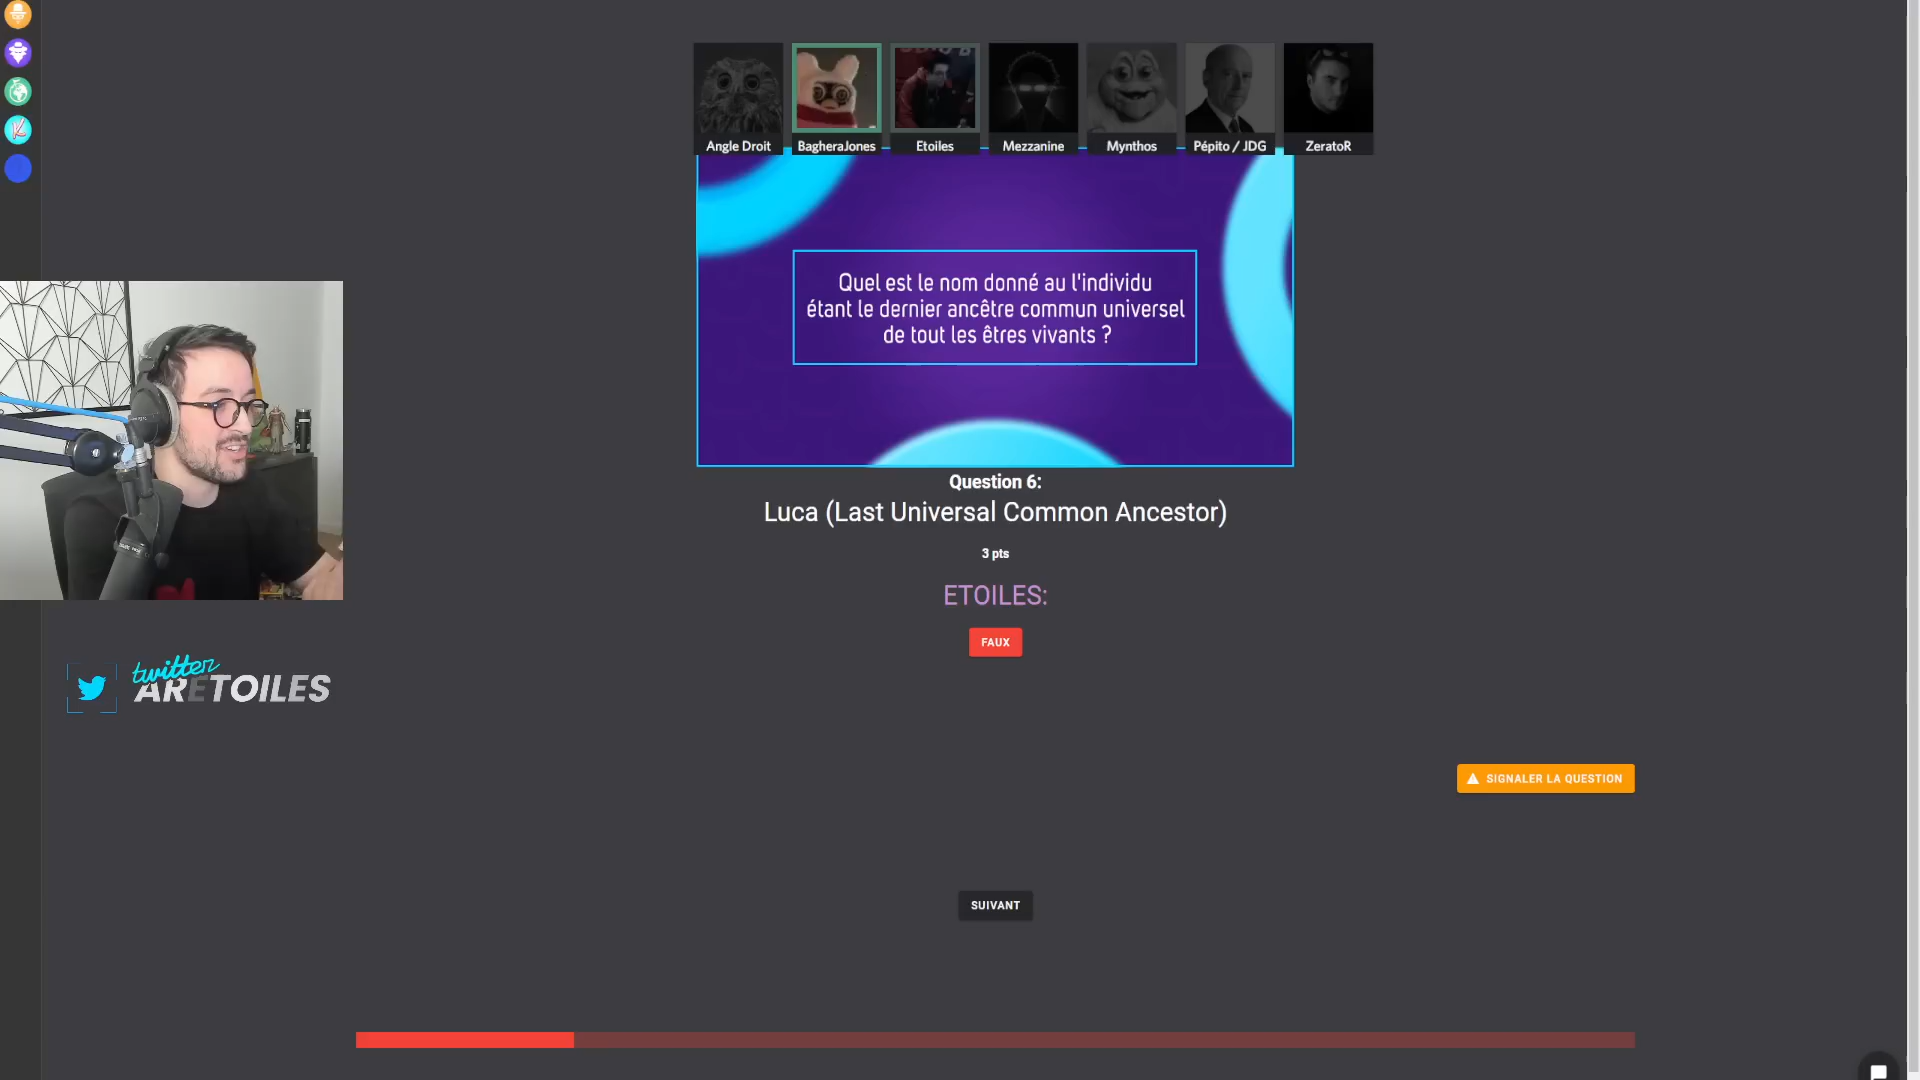 Angle Droit
BagheraJones
Etoiles
Mezzanine
Mynthos
Pépito / JDG
ZeratoR
Quel est le nom donné au l'individu
étant le dernier ancêtre commun universel
de tout les êtres vivants ?
Question 6:
Luca (Last Universal Common Ancestor)
3 pts
ETOILES:
FAUX
twitter
ARETOILES
SIGNALER LA QUESTION
SUIVANT